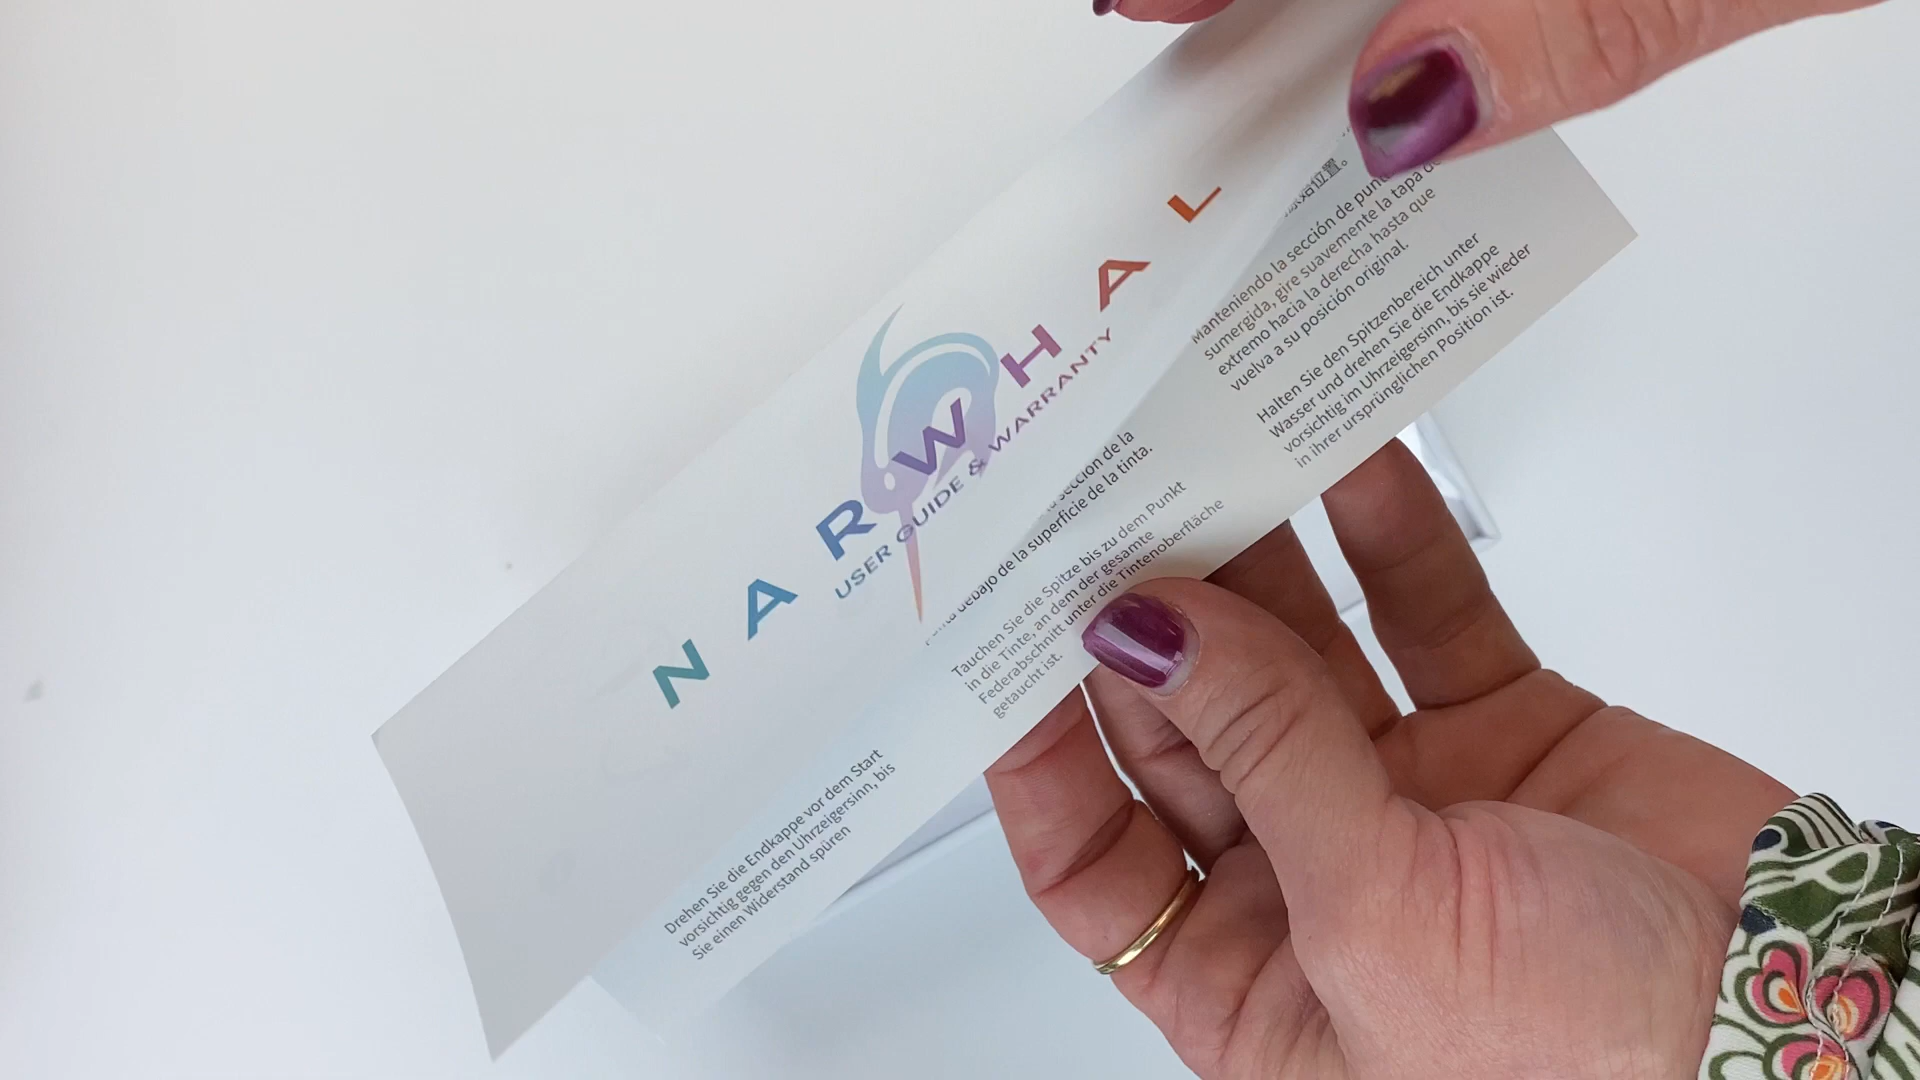 NARWHAL
USER GUIDE & WARRANTY
位置。
Manteniendo la sección de
sumergida, gire suavemente la tapa
extremo hacia la derecha hasta que
vuelva a su posición original.
Halten Sie den Spitzenbereich unter
Wasser und drehen Sie die Endkappe
vorsichtig im Uhrzeigersinn, bis sie wieder
in ihrer ursprünglichen Position ist.
sección de la
debajo de la superficie de la tinta.
Tauchen Sie die Spitze bis zu dem Punkt
in die Tinte, an dem der gesamte
Federabschnitt unter die Tintenoberfläche
getaucht ist.
Drehen Sie die Endkappe vor dem Start
vorsichtig gegen den Uhrzeigersinn, bis
Sie einen Widerstand spüren